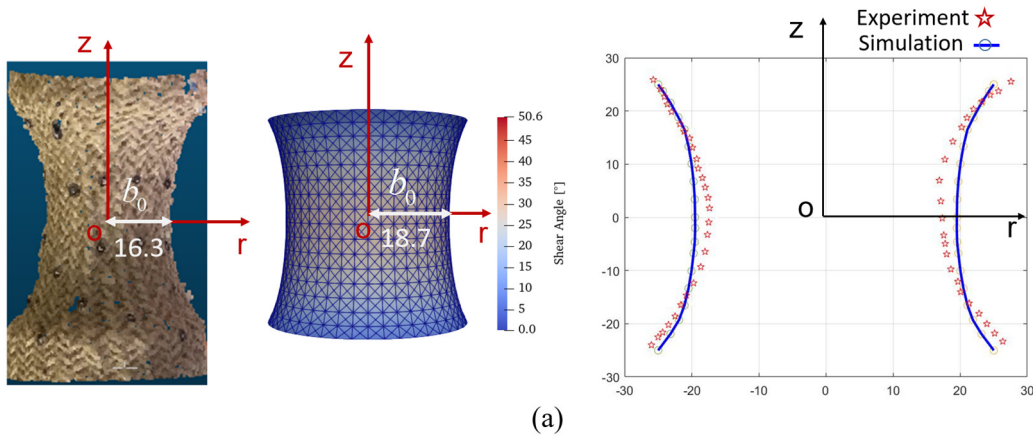 z
b₀
o
16.3
r
z
b₀
o
18.7
r
50.6
45
40
35
30
25
20
15
10
5
0.0
Shear Angle [°]
Experiment
Simulation
z
30
20
10
0
-10
-20
-30
o
r
-30
-20
-10
0
10
20
30
(a)